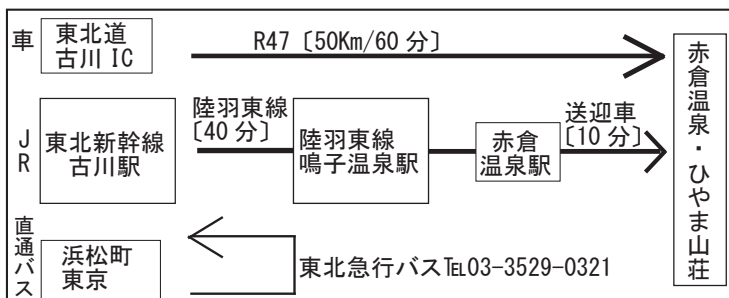 車
東北道
古川 IC
R47〔50Km/60 分〕
JR
東北新幹線
古川駅
陸羽東線
〔40 分〕
陸羽東線
鳴子温泉駅
赤倉
温泉駅
送迎車
〔10 分〕
赤倉温泉・ひやま山荘
直通バス
浜松町
東京
東北急行バス℡03-3529-0321